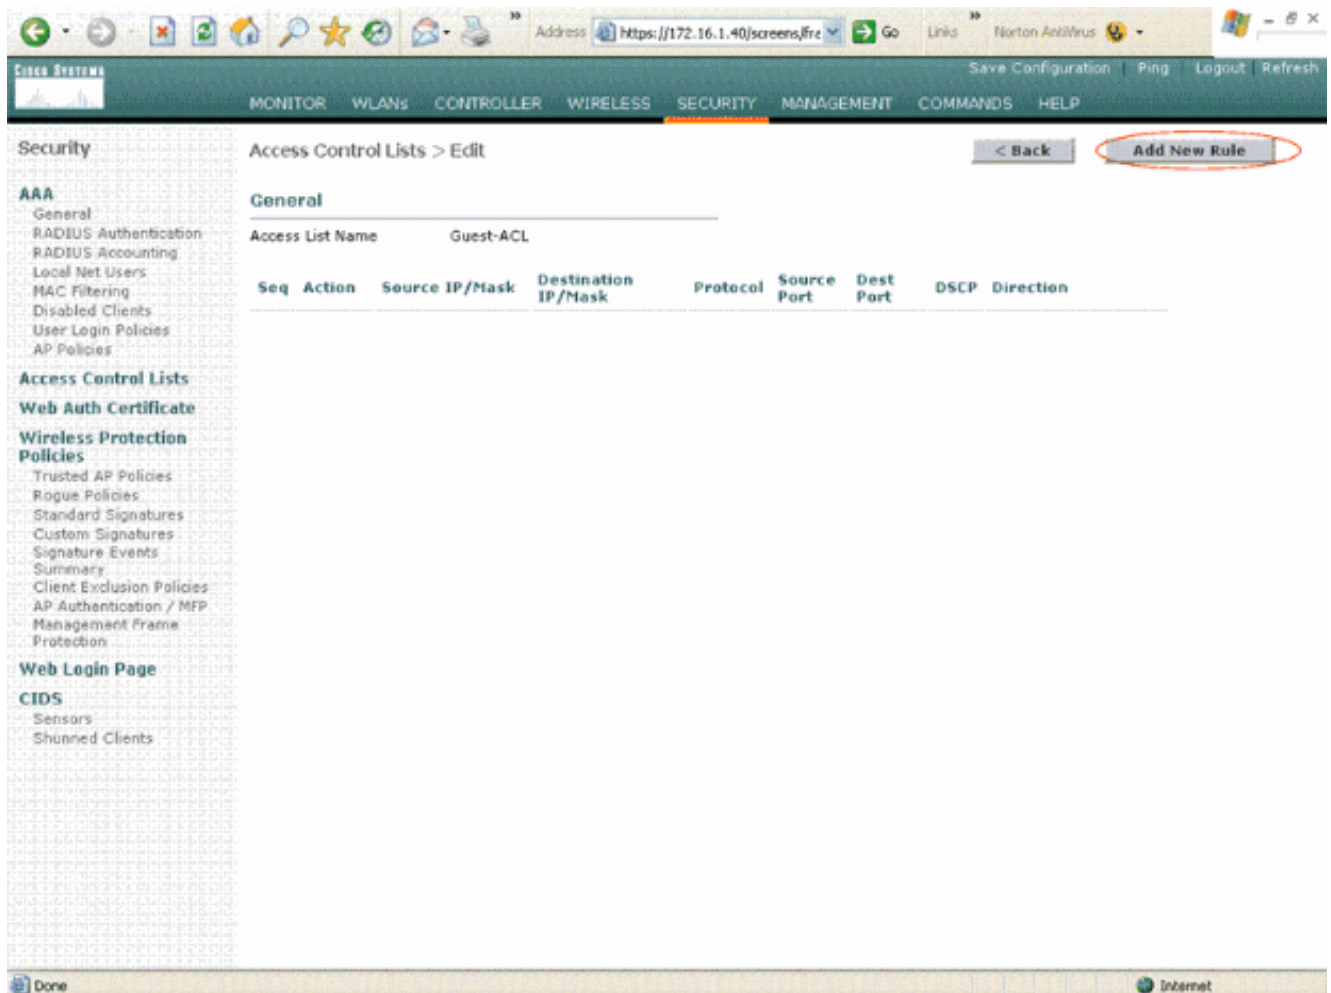 Address https://172.16.1.40/screens/fra Go Links Norton AntiVirus
CISCO SYSTEMS
Save Configuration Ping Logout Refresh
MONITOR WLANs CONTROLLER WIRELESS SECURITY MANAGEMENT COMMANDS HELP
Security
AAA
General
RADIUS Authentication
RADIUS Accounting
Local Net Users
MAC Filtering
Disabled Clients
User Login Policies
AP Policies
Access Control Lists
Web Auth Certificate
Wireless Protection
Policies
Trusted AP Policies
Rogue Policies
Standard Signatures
Custom Signatures
Signature Events
Summary
Client Exclusion Policies
AP Authentication / MFP
Management Frame
Protection
Web Login Page
CIDS
Sensors
Shunned Clients
Access Control Lists > Edit
< Back
Add New Rule
General
Access List Name Guest-ACL
Seq Action Source IP/Mask Destination IP/Mask Protocol Source Port Dest Port DSCP Direction
Done Internet